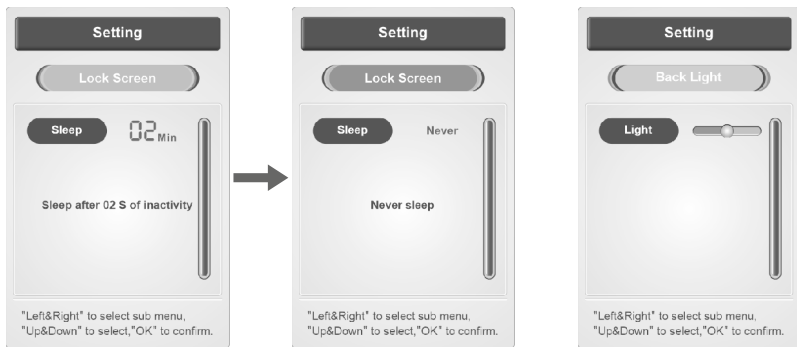 Setting
Lock Screen
Sleep
02 Min
Sleep after 02 S of inactivity
"Left&Right" to select sub menu,
"Up&Down" to select,"OK" to confirm.
Setting
Lock Screen
Sleep
Never
Never sleep
"Left&Right" to select sub menu,
"Up&Down" to select,"OK" to confirm.
Setting
Back Light
Light
"Left&Right" to select sub menu,
"Up&Down" to select,"OK" to confirm.